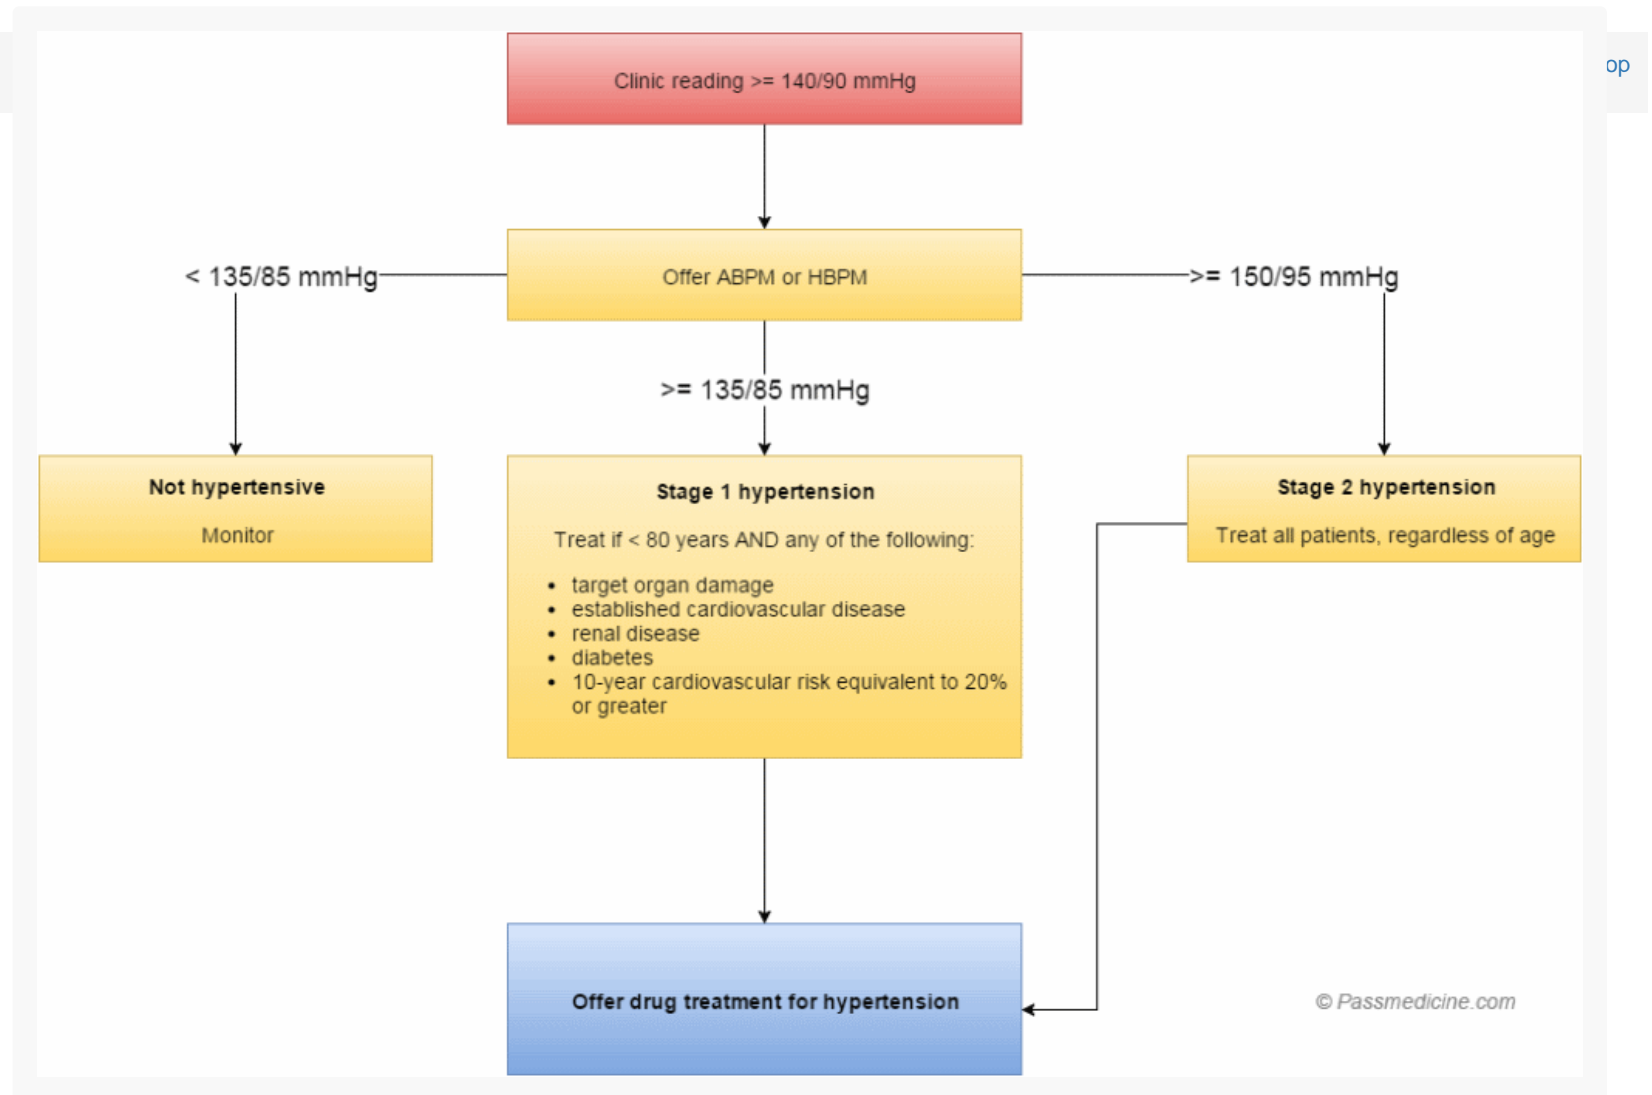 Clinic reading >= 140/90 mmHg
op
< 135/85 mmHg
Offer ABPM or HBPM
>= 150/95 mmHg
>= 135/85 mmHg
Not hypertensive
Monitor
Stage 1 hypertension
Treat if < 80 years AND any of the following:
• target organ damage
• established cardiovascular disease
• renal disease
• diabetes
• 10-year cardiovascular risk equivalent to 20%
or greater
Stage 2 hypertension
Treat all patients, regardless of age
Offer drug treatment for hypertension
© Passmedicine.com